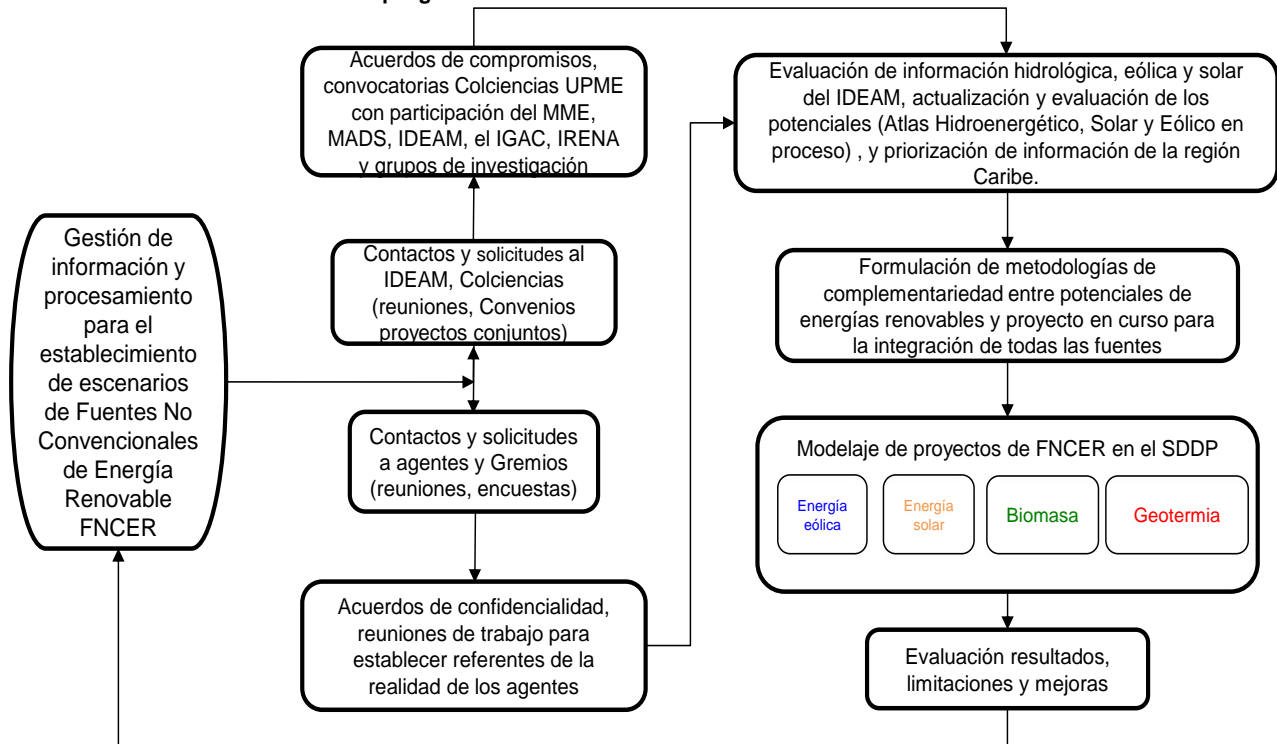 Acuerdos de compromisos,
convocatorias Colciencias UPME
con participación del MME,
MADS, IDEAM, el IGAC, IRENA
y grupos de investigación
Evaluación de información hidrológica, eólica y solar
del IDEAM, actualización y evaluación de los
potenciales (Atlas Hidroenergético, Solar y Eólico en
proceso) , y priorización de información de la región
Caribe.
Gestión de
información y
procesamiento
para el
establecimiento
de escenarios
de Fuentes No
Convencionales
de Energía
Renovable
FNCER
Contactos y solicitudes al
IDEAM, Colciencias
(reuniones, Convenios
proyectos conjuntos)
Formulación de metodologías de
complementariedad entre potenciales de
energías renovables y proyecto en curso para
la integración de todas las fuentes
Contactos y solicitudes
a agentes y Gremios
(reuniones, encuestas)
Modelaje de proyectos de FNCER en el SDDP
Energía
eólica
Energía
solar
Biomasa
Geotermia
Acuerdos de confidencialidad,
reuniones de trabajo para
establecer referentes de la
realidad de los agentes
Evaluación resultados,
limitaciones y mejoras